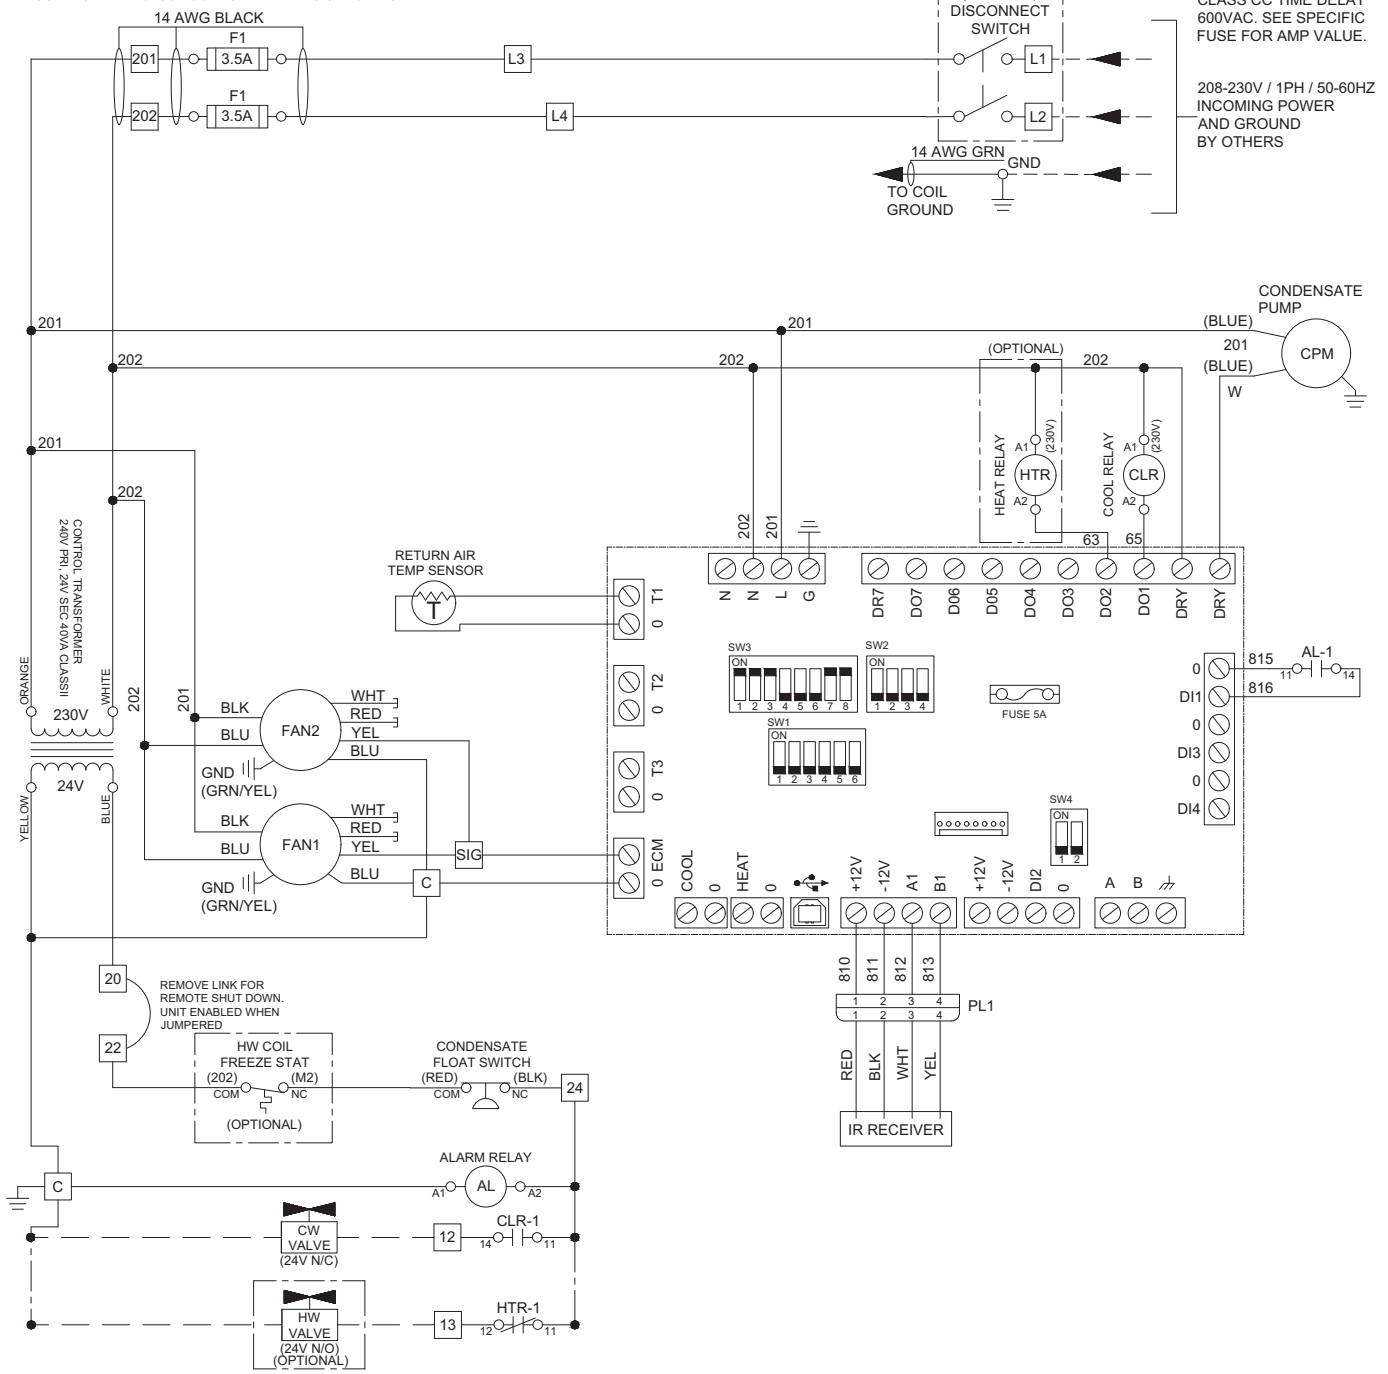 14 AWG BLACK
201
F1
3.5A
L3
202
F1
3.5A
L4
DISCONNECT
SWITCH
L1
L2
600VAC. SEE SPECIFIC
FUSE FOR AMP VALUE.
208-230V / 1PH / 50-60HZ
INCOMING POWER
AND GROUND
BY OTHERS
14 AWG GRN
GND
TO COIL
GROUND
CONDENSATE
PUMP
201
201
(BLUE)
201
CPM
202
202
(OPTIONAL)
202
(BLUE)
W
201
202
HEAT RELAY
A1
(230V)
HTR
A2
63
COOL RELAY
A1
(230V)
CLR
A2
65
CONTROL TRANSFORMER
240V PRI, 24V SEC 40VA CLASSII
ORANGE
WHITE
230V
24V
YELLOW
BLUE
202
201
RETURN AIR
TEMP SENSOR
T
202
201
N
N
L
G
DR7
DO7
D06
D05
DO4
DO3
DO2
DO1
DRY
DRY
T1
0
T2
0
T3
0
ECM
0
SW3
ON
1 2 3 4 5 6 7 8
SW2
ON
1 2 3 4
SW1
ON
1 2 3 4 5 6
FUSE 5A
SW4
ON
1 2
0
DI1
0
DI3
0
DI4
815
816
AL-1
11
14
BLK
BLU
FAN2
WHT
RED
YEL
BLU
GND
(GRN/YEL)
BLK
BLU
FAN1
WHT
RED
YEL
BLU
GND
(GRN/YEL)
SIG
C
COOL
0
HEAT
0
+12V
-12V
A1
B1
+12V
-12V
DI2
0
A
B
810
811
812
813
1 2 3 4
1 2 3 4
PL1
RED
BLK
WHT
YEL
IR RECEIVER
20
22
REMOVE LINK FOR
REMOTE SHUT DOWN.
UNIT ENABLED WHEN
JUMPERED
HW COIL
FREEZE STAT
(202)
(M2)
COM
NC
(OPTIONAL)
CONDENSATE
FLOAT SWITCH
(RED)
(BLK)
COM
NC
24
ALARM RELAY
A1
AL
A2
C
CW
VALVE
(24V N/C)
12
CLR-1
14
11
HW
VALVE
(24V N/O)
(OPTIONAL)
13
HTR-1
12
11